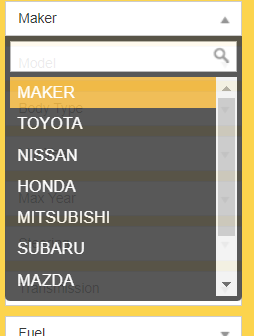 Maker
Model
MAKER
Body Type
TOYOTA
NISSAN
HONDA
Max Year
MITSUBISHI
SUBARU
MAZDA
Transmission
Fuel